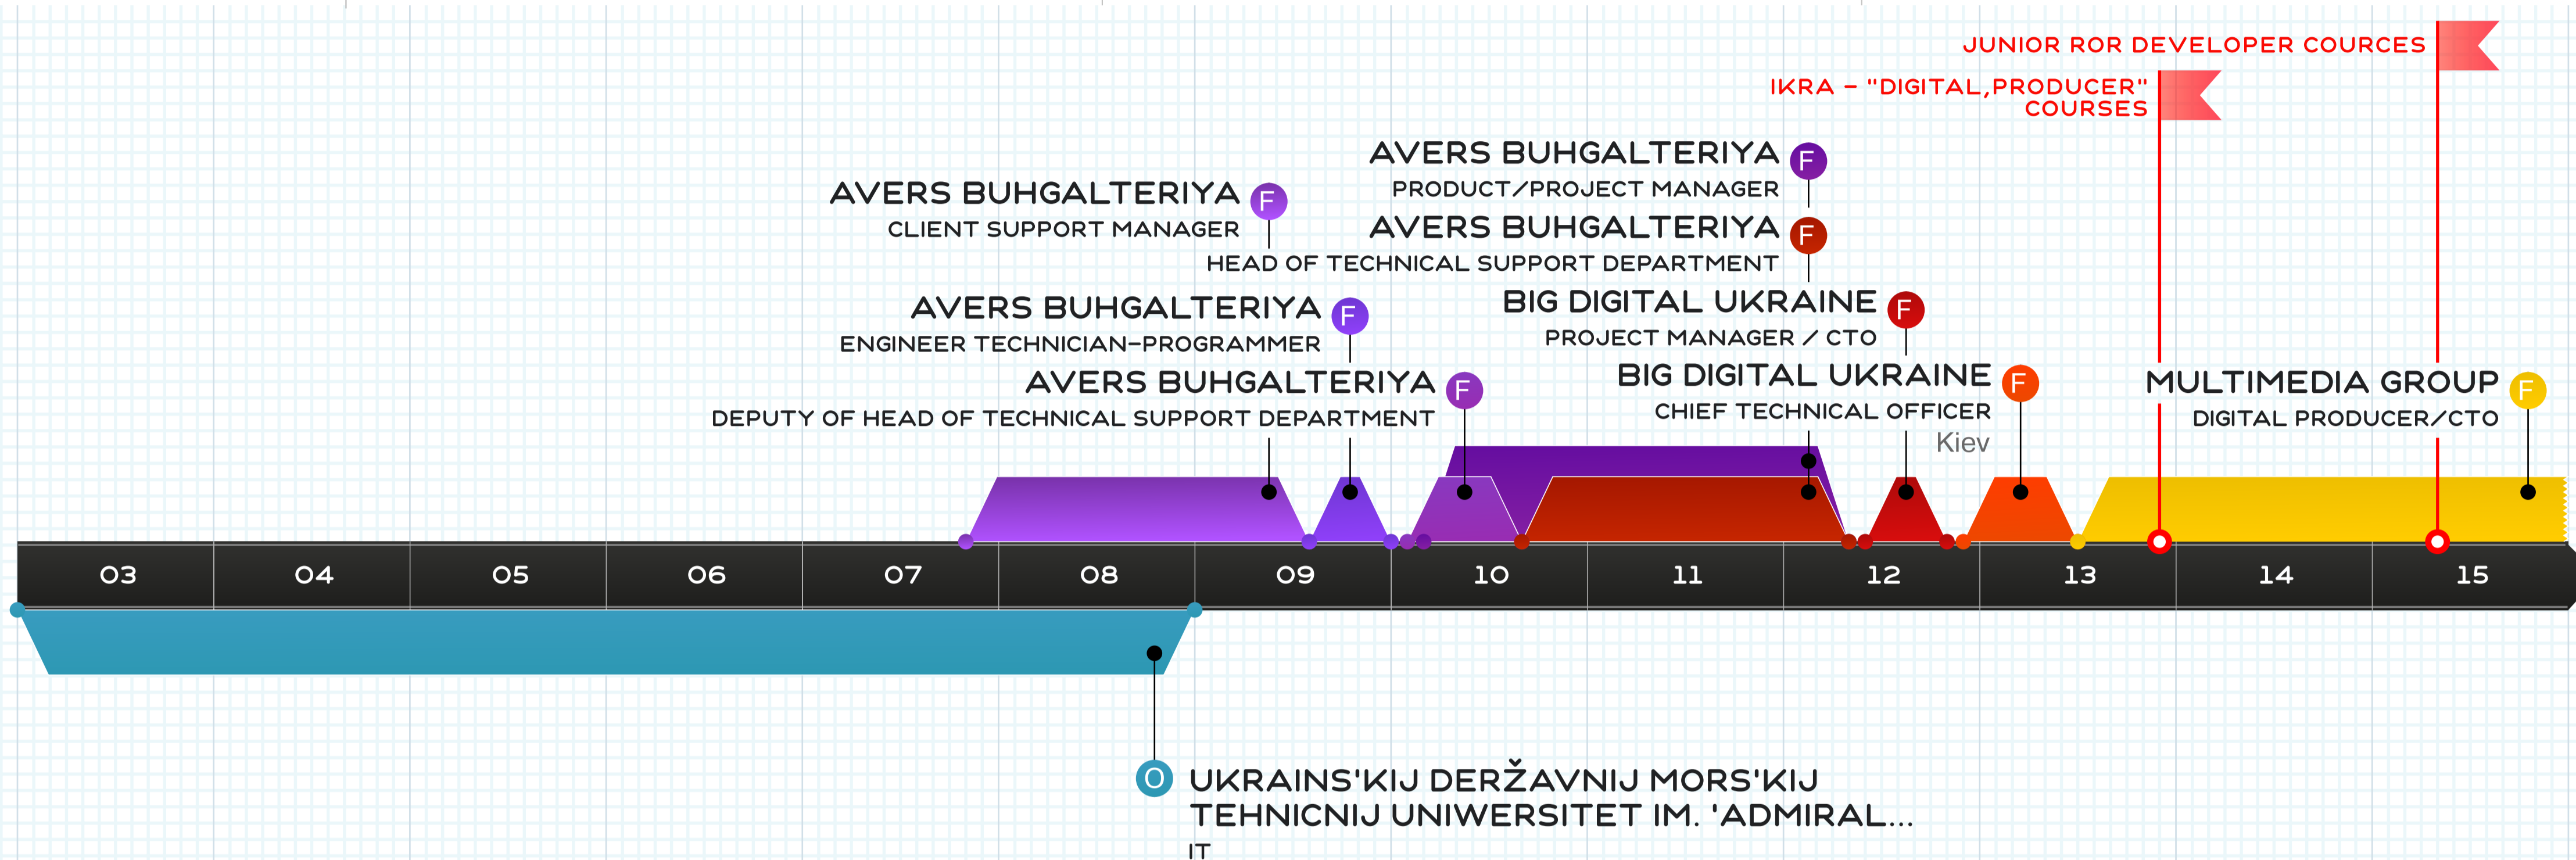 JUNIOR ROR DEVELOPER COURCES
IKRA - "DIGITAL,PRODUCER"
COURSES
AVERS BUHGALTERIYA F
PRODUCT/PROJECT MANAGER
AVERS BUHGALTERIYA F
CLIENT SUPPORT MANAGER
AVERS BUHGALTERIYA F
HEAD OF TECHNICAL SUPPORT DEPARTMENT
AVERS BUHGALTERIYA F
ENGINEER TECHNICIAN-PROGRAMMER
BIG DIGITAL UKRAINE F
PROJECT MANAGER / CTO
AVERS BUHGALTERIYA F
DEPUTY OF HEAD OF TECHNICAL SUPPORT DEPARTMENT
BIG DIGITAL UKRAINE F
CHIEF TECHNICAL OFFICER
Kiev
MULTIMEDIA GROUP F
DIGITAL PRODUCER/CTO
03 04 05 06 07 08 09 10 11 12 13 14 15
O UKRAINS'KIJ DERŽAVNIJ MORS'KIJ
TEHNICNIJ UNIWERSITET IM. 'ADMIRAL...
IT